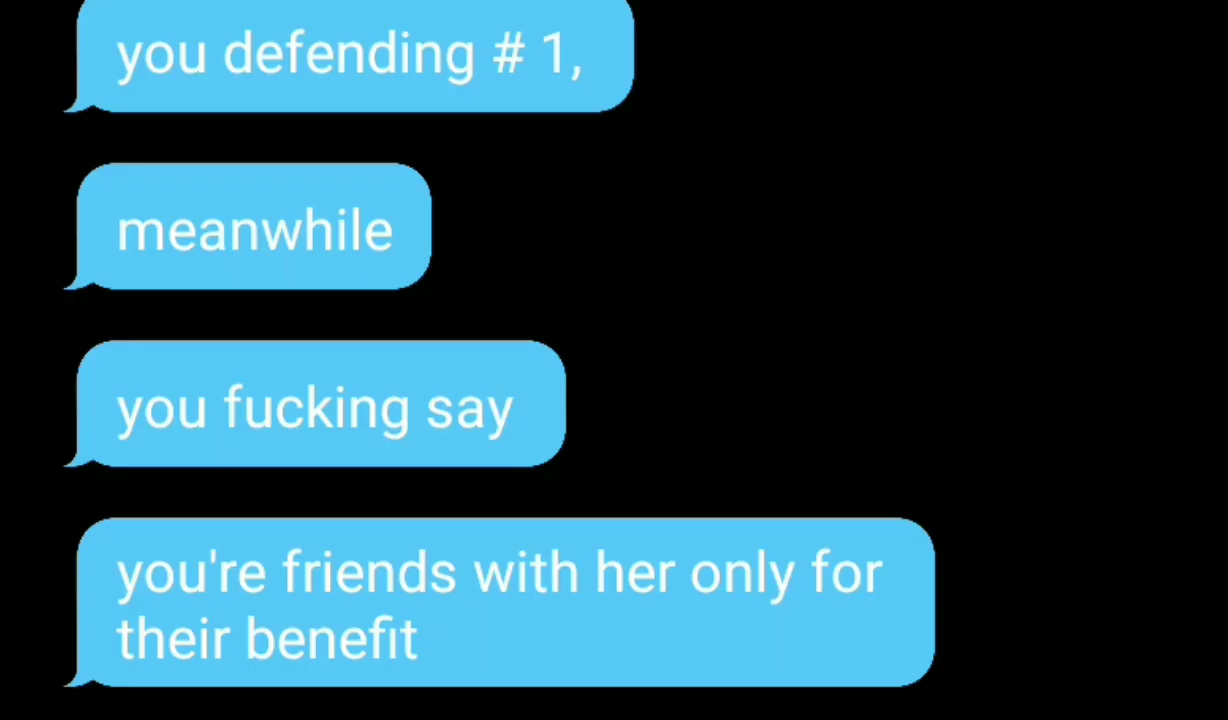 you defending # 1,
meanwhile
you fucking say
you're friends with her only for
their benefit